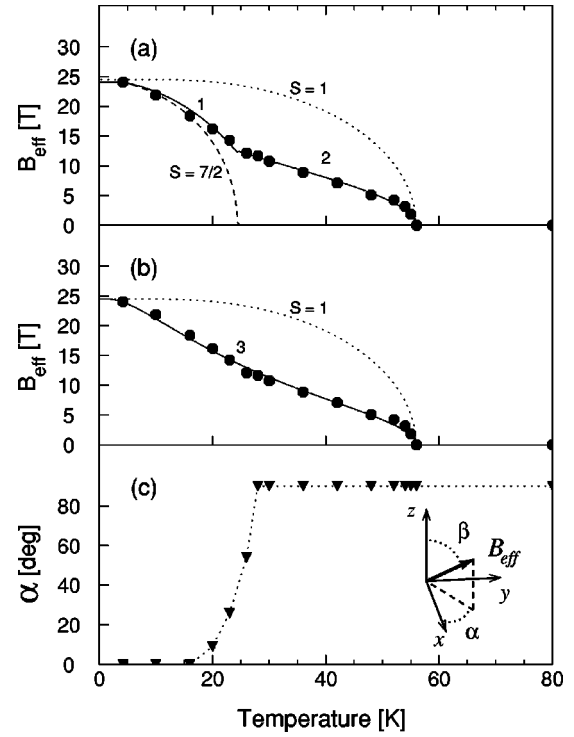 (a)
B_eff [T]
35
30
25
20
15
10
5
0
S = 1
1
2
S = 7/2
(b)
B_eff [T]
30
25
20
15
10
5
0
S = 1
3
(c)
α [deg]
80
60
40
20
0
z
β
B_eff
y
x
α
0
20
40
60
80
Temperature [K]